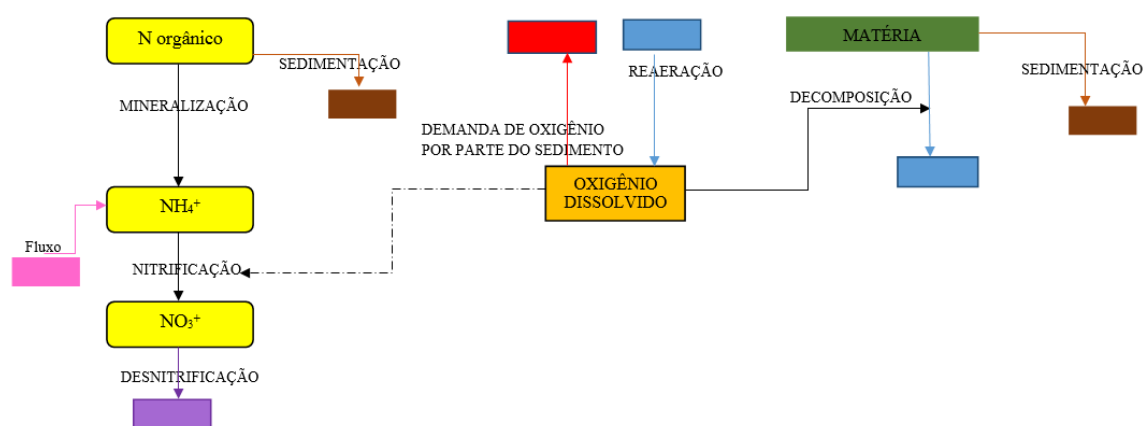 N orgânico
SEDIMENTAÇÃO
MINERALIZAÇÃO
NH₄⁺
Fluxo
NITRIFICAÇÃO
NO₃⁺
DESNITRIFICAÇÃO
REAERAÇÃO
DEMANDA DE OXIGÊNIO
POR PARTE DO SEDIMENTO
OXIGÊNIO
DISSOLVIDO
MATÉRIA
DECOMPOSIÇÃO
SEDIMENTAÇÃO